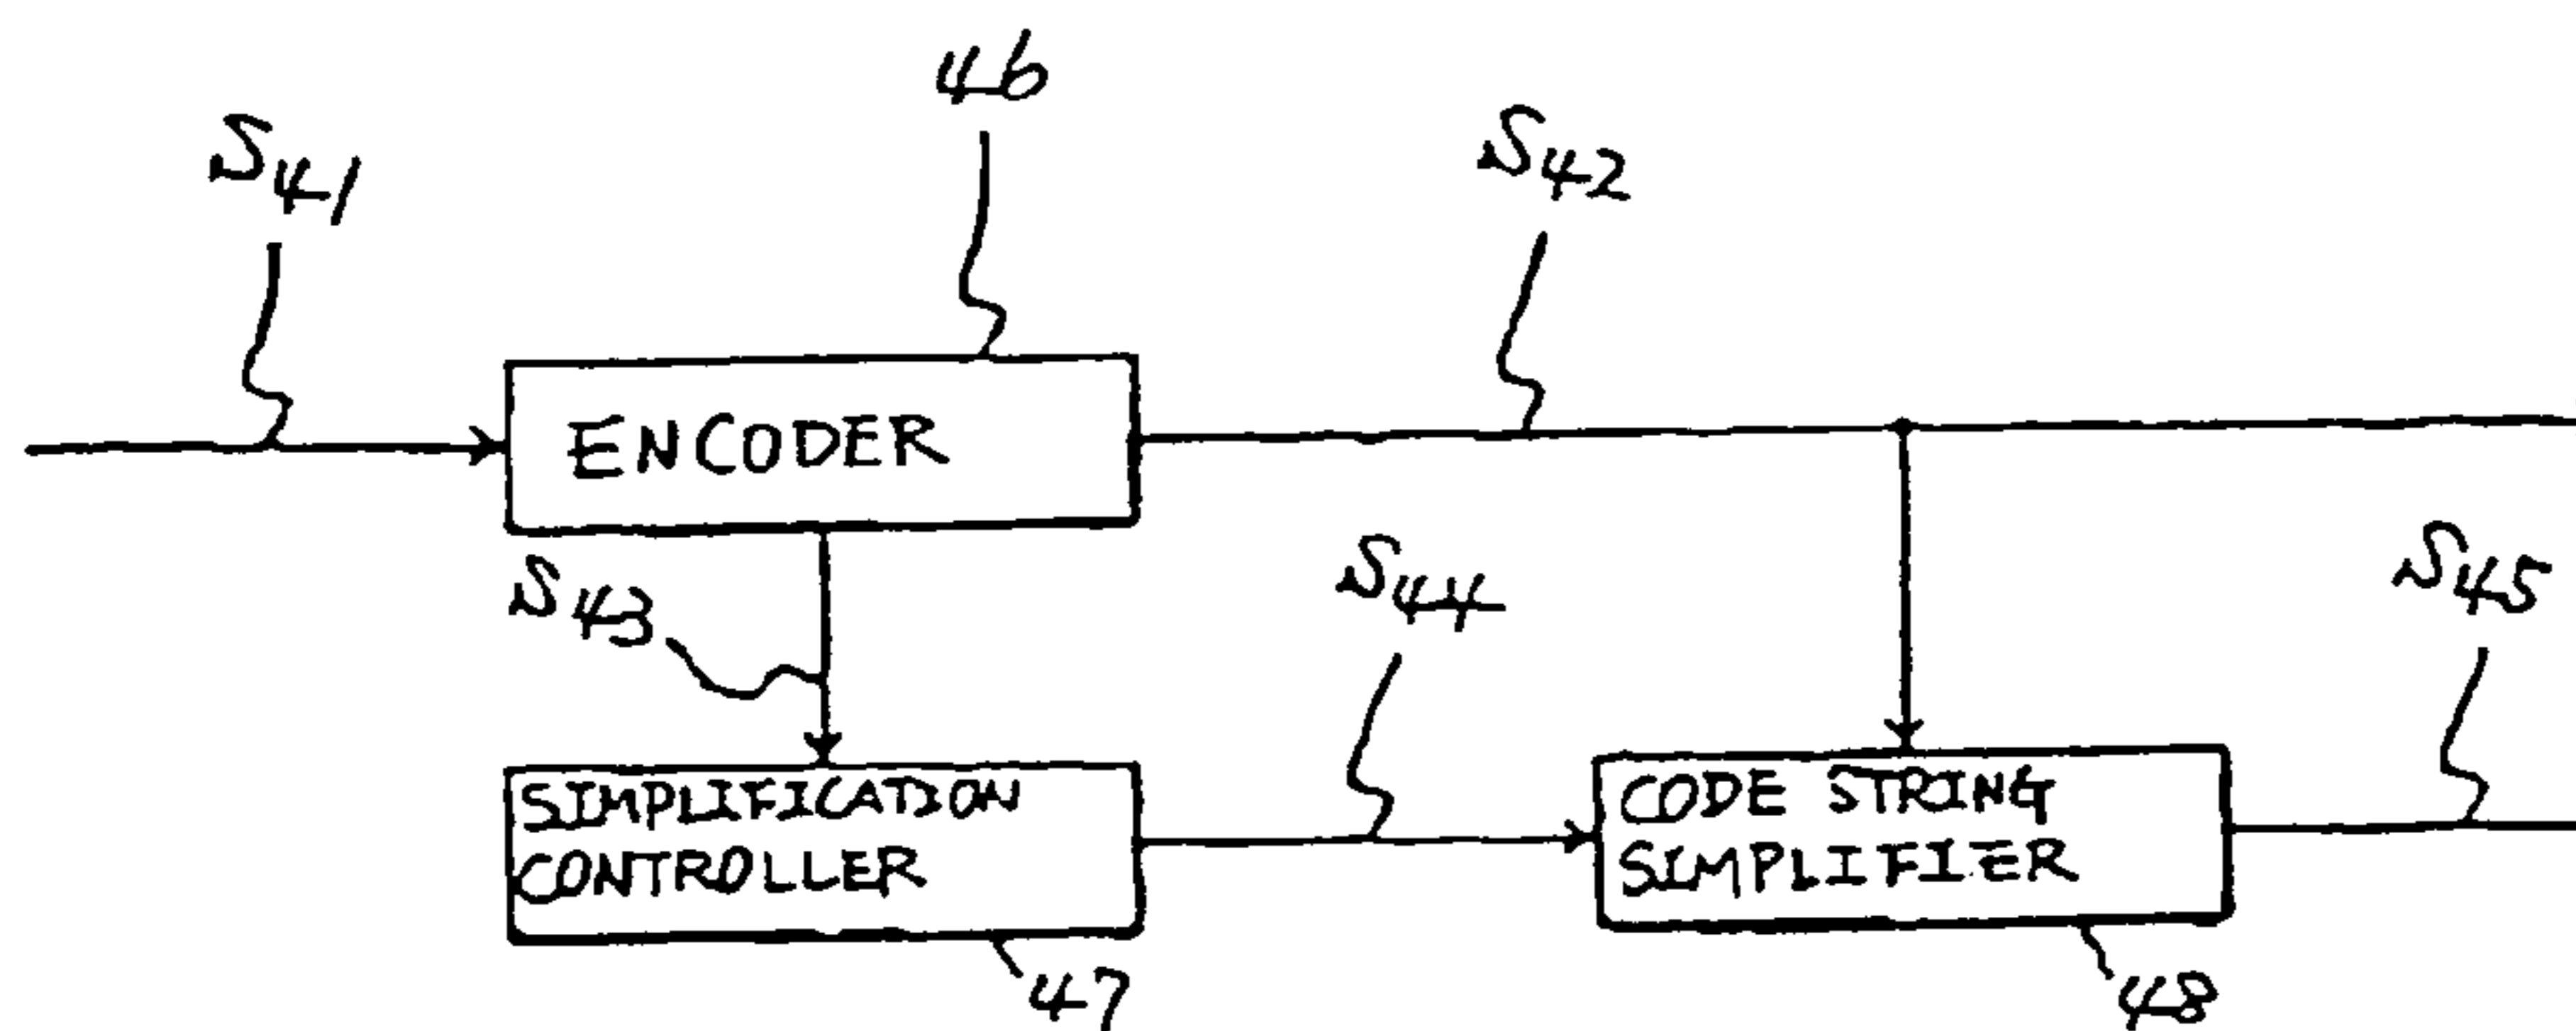 46
S41
S42
ENCODER
S43
S44
S45
SIMPLIFICATION
CONTROLLER
CODE STRING
SIMPLIFIER
47
48